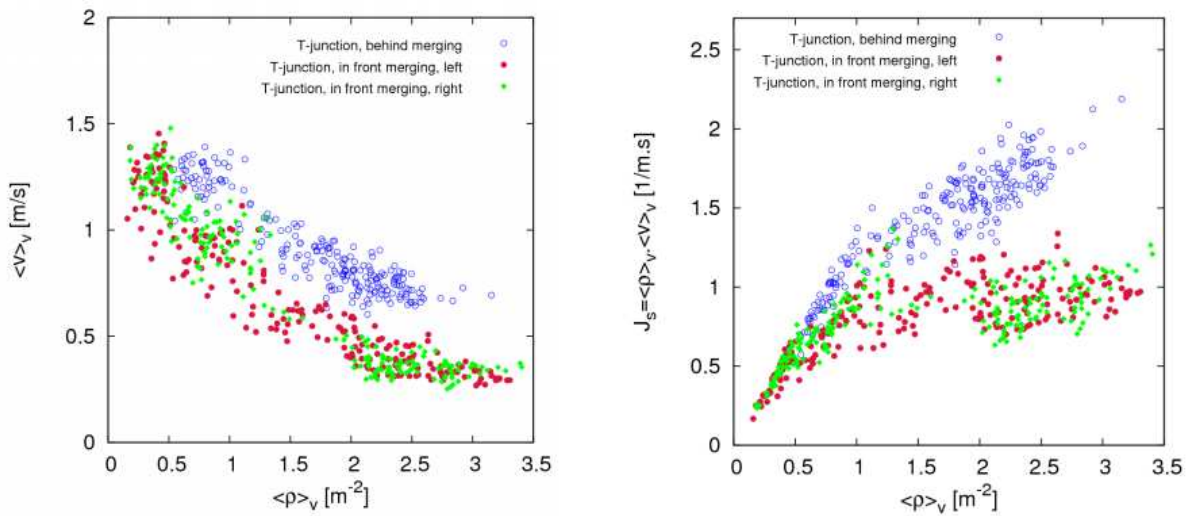 2
1.5
1
0.5
0
0 0.5 1 1.5 2 2.5 3 3.5
<v>ᵥ [m/s]
<ρ>ᵥ [m⁻²]
T-junction, behind merging
T-junction, in front merging, left
T-junction, in front merging, right
2.5
2
1.5
1
0.5
0
0 0.5 1 1.5 2 2.5 3 3.5
Jₛ=<ρ>ᵥ.<v>ᵥ [1/m.s]
<ρ>ᵥ [m⁻²]
T-junction, behind merging
T-junction, in front merging, left
T-junction, in front merging, right